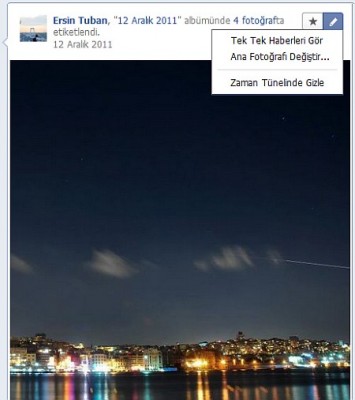 Ersin Tuban, "12 Aralık 2011" albümünde 4 fotoğrafta
etiketlendi.
12 Aralık 2011
Tek Tek Haberleri Gör
Ana Fotoğrafı Değiştir...
Zaman Tünelinde Gizle